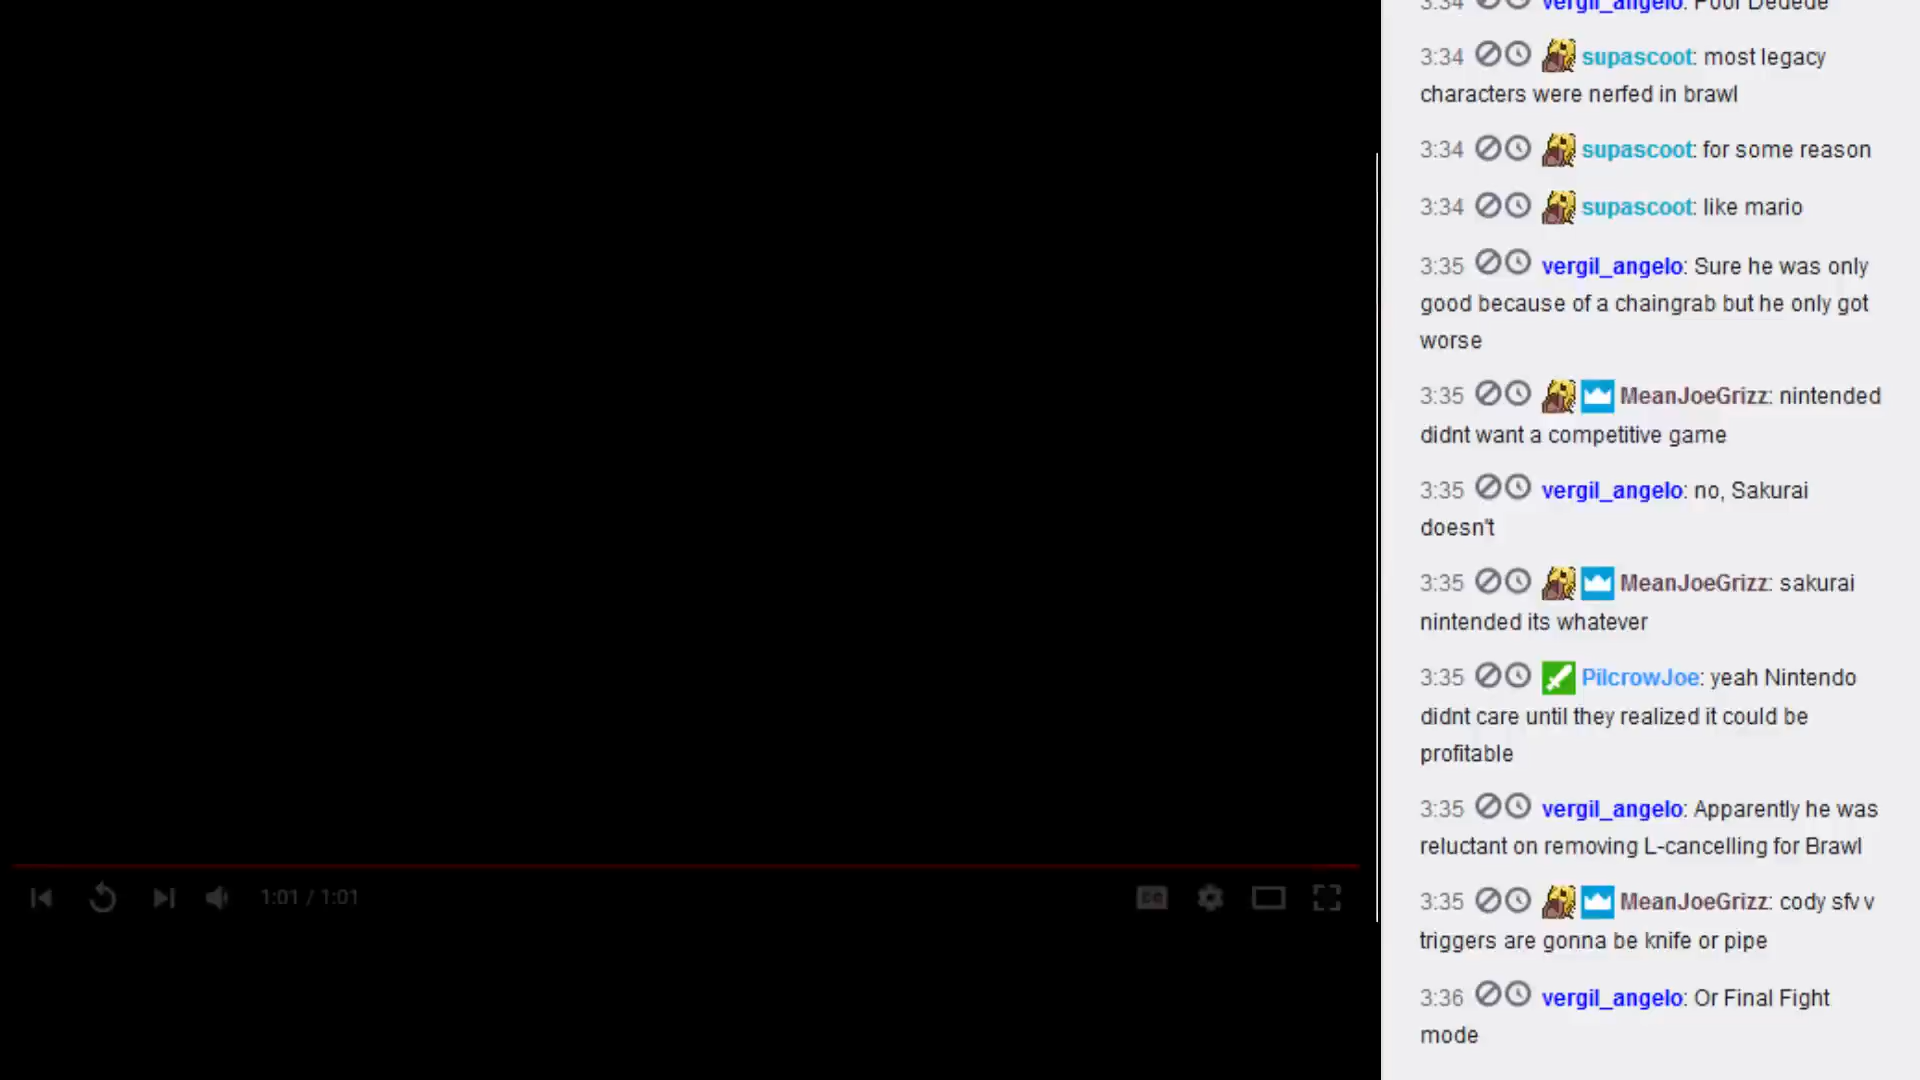 3:34 vergil_angelo: Poor Dedede
3:34 supascoot: most legacy
characters were nerfed in brawl
3:34 supascoot: for some reason
3:34 supascoot: like mario
3:35 vergil_angelo: Sure he was only
good because of a chaingrab but he only got
worse
3:35 MeanJoeGrizz: nintended
didnt want a competitive game
3:35 vergil_angelo: no, Sakurai
doesn't
3:35 MeanJoeGrizz: sakurai
nintended its whatever
3:35 PilcrowJoe: yeah Nintendo
didnt care until they realized it could be
profitable
3:35 vergil_angelo: Apparently he was
reluctant on removing L-cancelling for Brawl
3:35 MeanJoeGrizz: cody sfv v
triggers are gonna be knife or pipe
3:36 vergil_angelo: Or Final Fight
mode
1:01 / 1:01